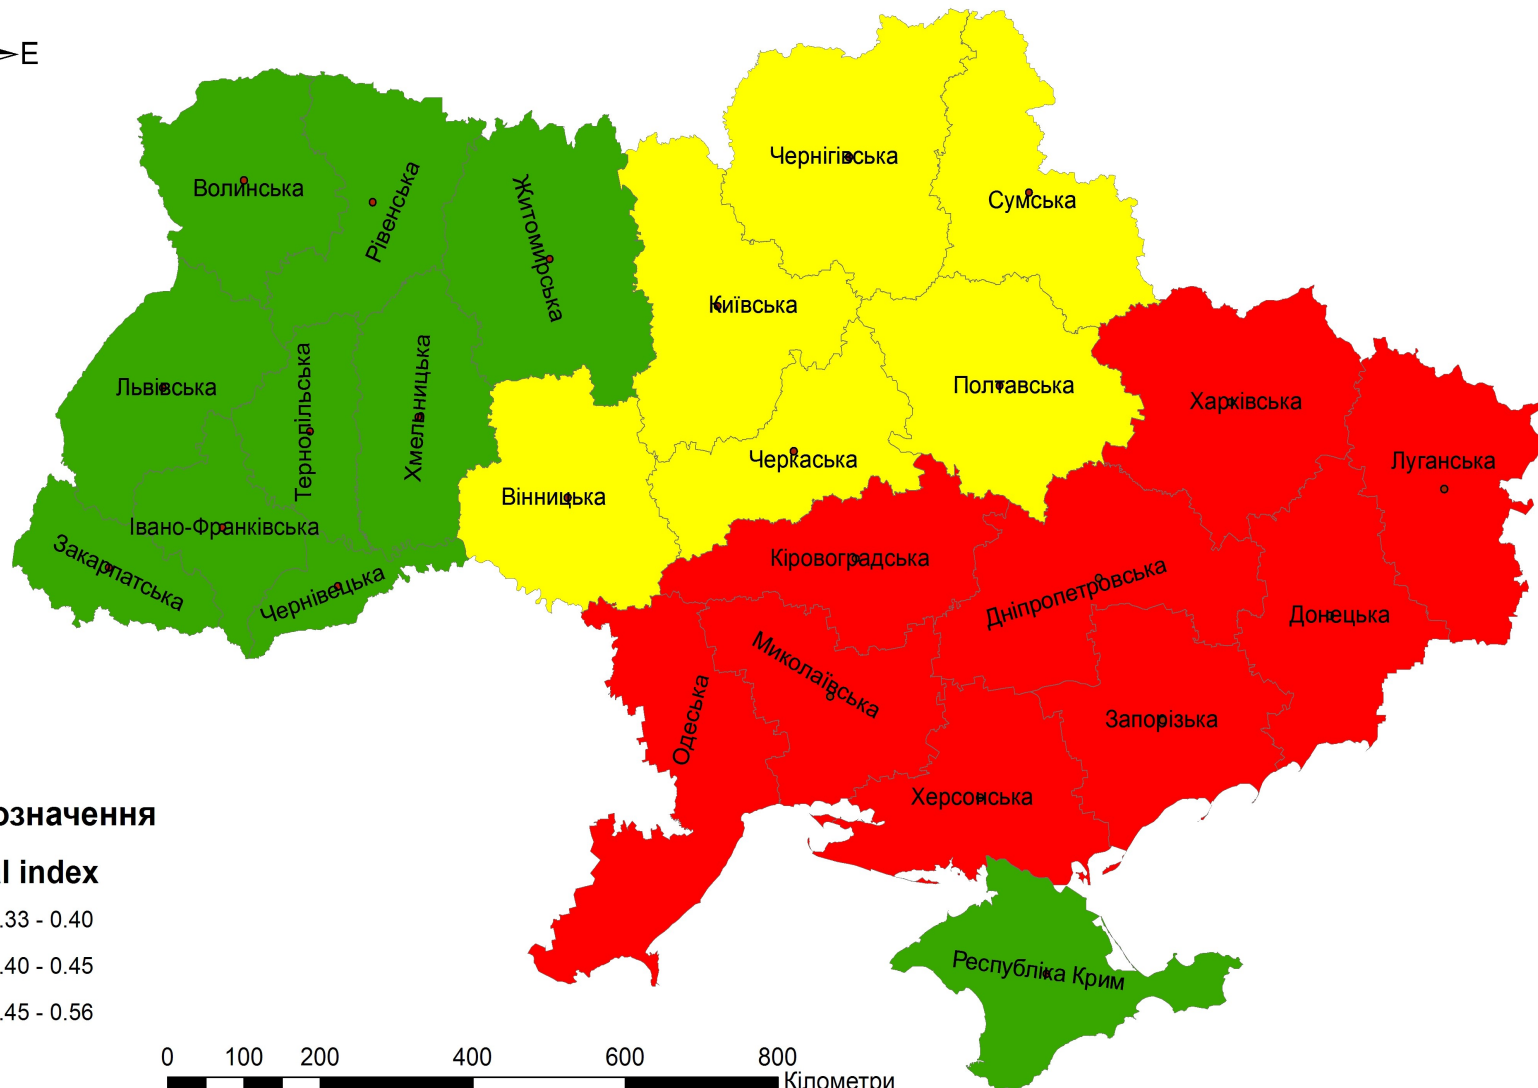 E
Чернігівська
Сумська
Волинська
Рівенська
Житомирська
Київська
Львівська
Тернопільська
Хмельницька
Полтавська
Харківська
Черкаська
Луганська
Вінницька
Івано-Франківська
Закарпатська
Чернівецька
Кіровоградська
Дніпропетровська
Донецька
Миколаївська
Одеська
Запорізька
Херсонська
Республіка Крим
означення
l index
.33 - 0.40
.40 - 0.45
.45 - 0.56
0 100 200 400 600 800
Кілометри